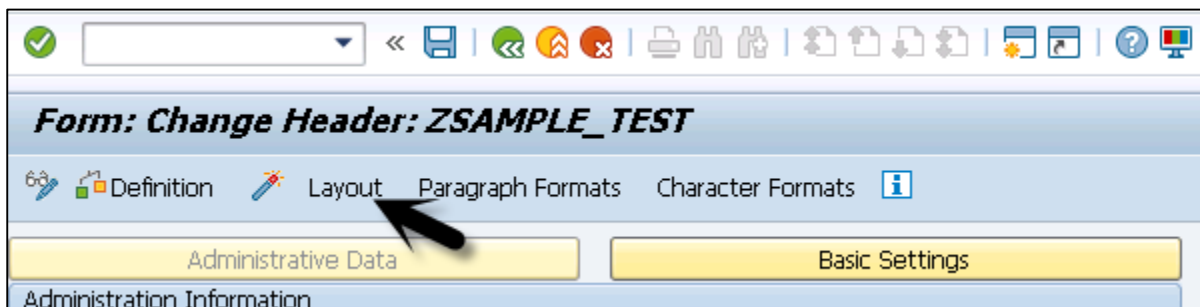 Form: Change Header: ZSAMPLE_TEST
Definition Layout Paragraph Formats Character Formats
Administrative Data Basic Settings
Administration Information